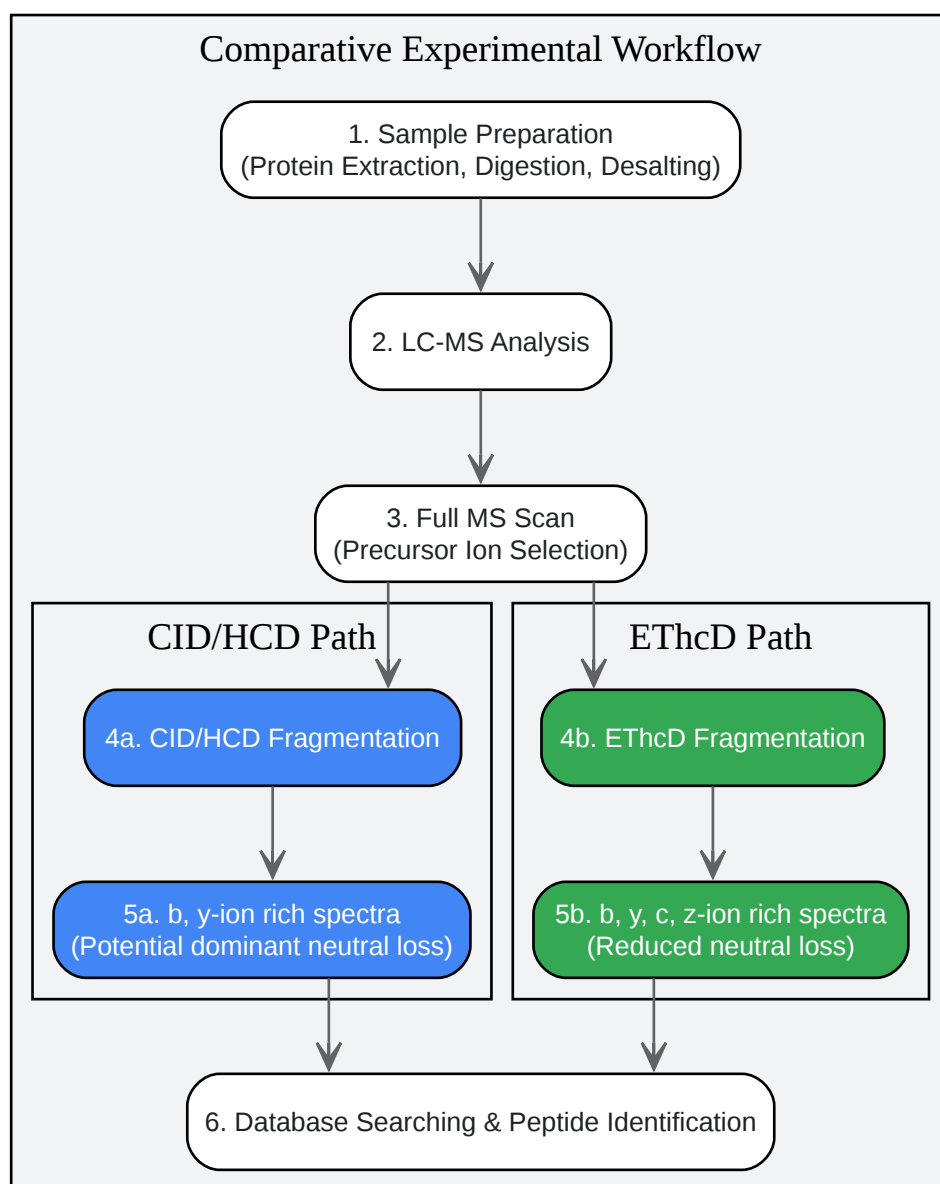 Comparative Experimental Workflow
1. Sample Preparation
(Protein Extraction, Digestion, Desalting)
2. LC-MS Analysis
3. Full MS Scan
(Precursor Ion Selection)
CID/HCD Path
4a. CID/HCD Fragmentation
5a. b, y-ion rich spectra
(Potential dominant neutral loss)
EThcD Path
4b. EThcD Fragmentation
5b. b, y, c, z-ion rich spectra
(Reduced neutral loss)
6. Database Searching & Peptide Identification